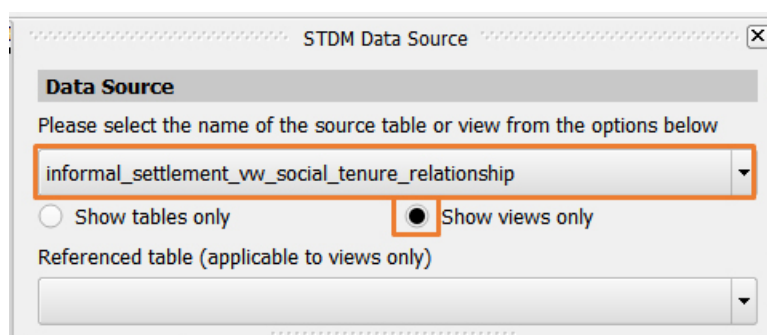 STDM Data Source
Data Source
Please select the name of the source table or view from the options below
informal_settlement_vw_social_tenure_relationship
Show tables only Show views only
Referenced table (applicable to views only)